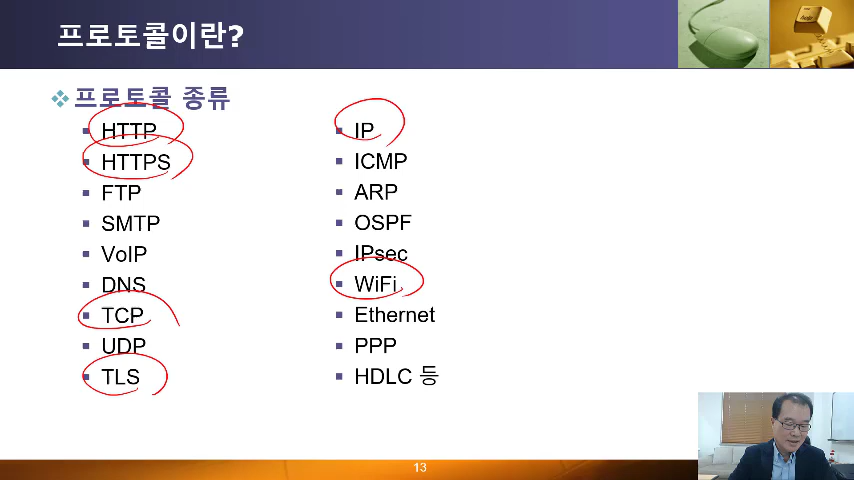 프로토콜이란?
프로토콜 종류
HTTP
HTTPS
FTP
SMTP
VoIP
DNS
TCP
UDP
TLS
IP
ICMP
ARP
OSPF
IPsec
WiFi
Ethernet
PPP
HDLC 등
13